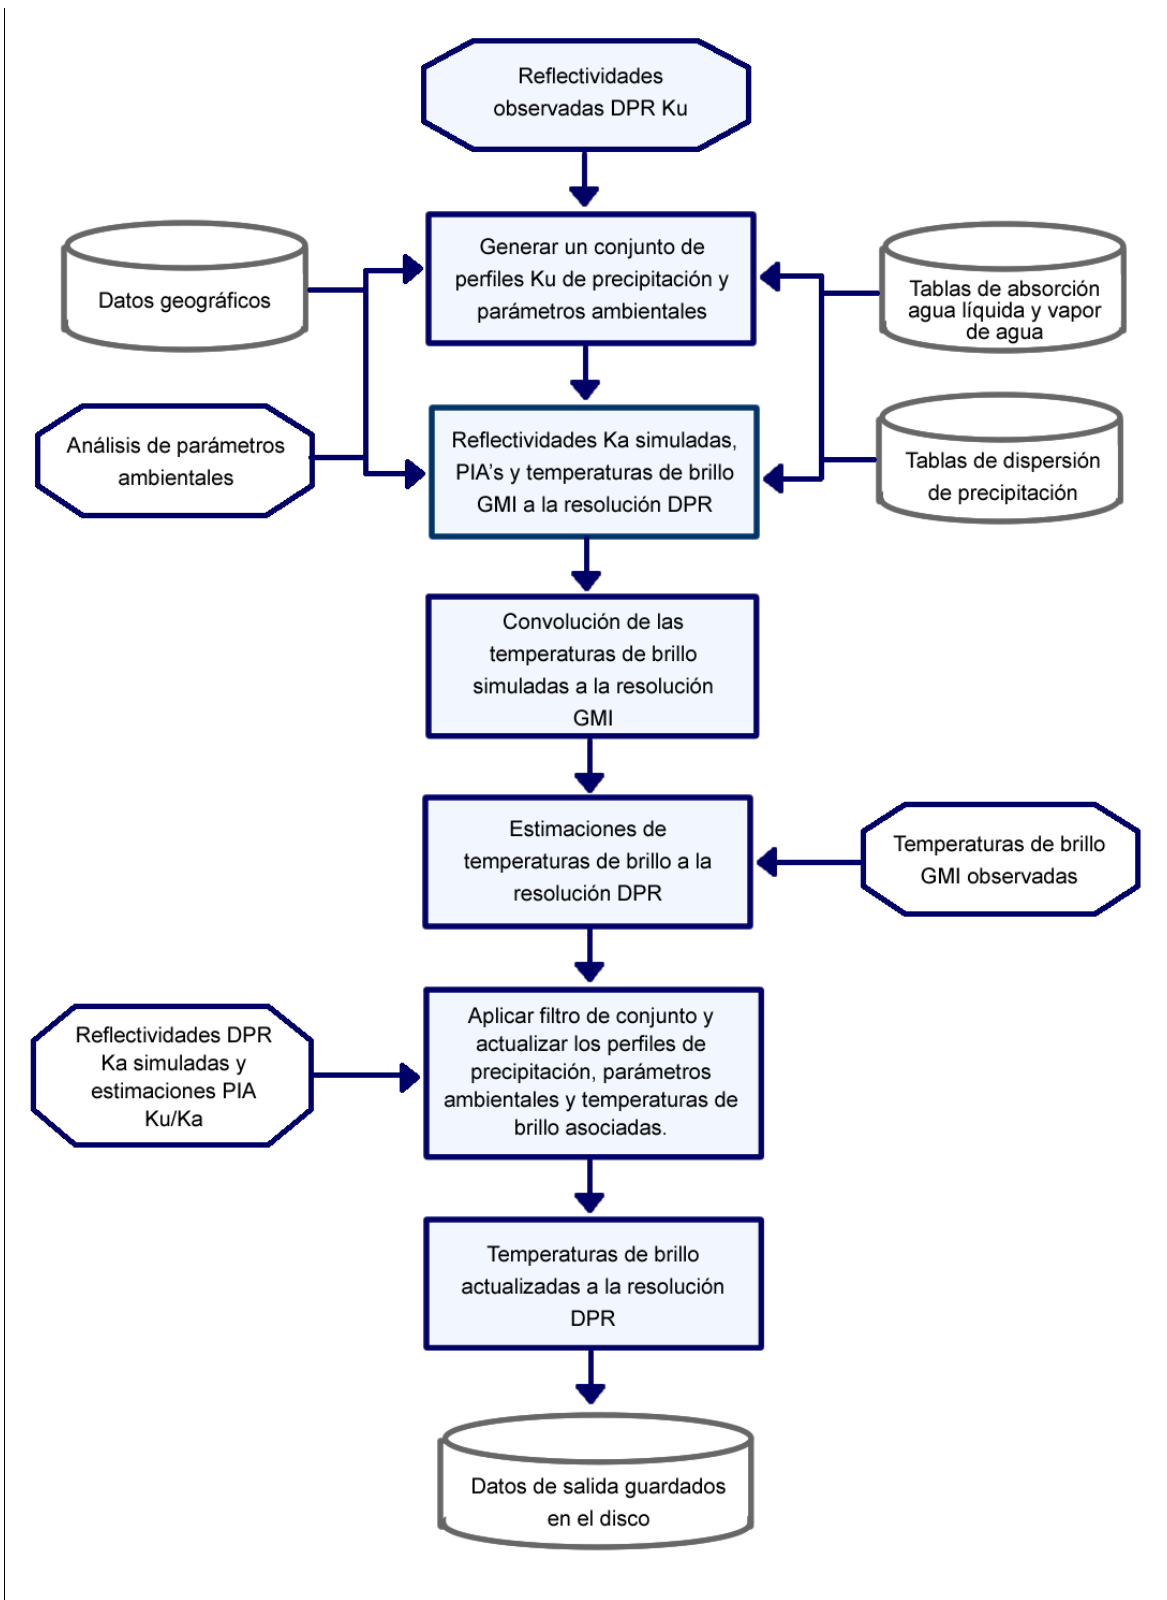 Reflectividades
observadas DPR Ku
Generar un conjunto de
perfiles Ku de precipitación y
parámetros ambientales
Datos geográficos
Tablas de absorción
agua líquida y vapor
de agua
Análisis de parámetros
ambientales
Reflectividades Ka simuladas,
PIA's y temperaturas de brillo
GMI a la resolución DPR
Tablas de dispersión
de precipitación
Convolución de las
temperaturas de brillo
simuladas a la resolución
GMI
Estimaciones de
temperaturas de brillo a la
resolución DPR
Temperaturas de brillo
GMI observadas
Reflectividades DPR
Ka simuladas y
estimaciones PIA
Ku/Ka
Aplicar filtro de conjunto y
actualizar los perfiles de
precipitación, parámetros
ambientales y temperaturas de
brillo asociadas.
Temperaturas de brillo
actualizadas a la resolución
DPR
Datos de salida guardados
en el disco